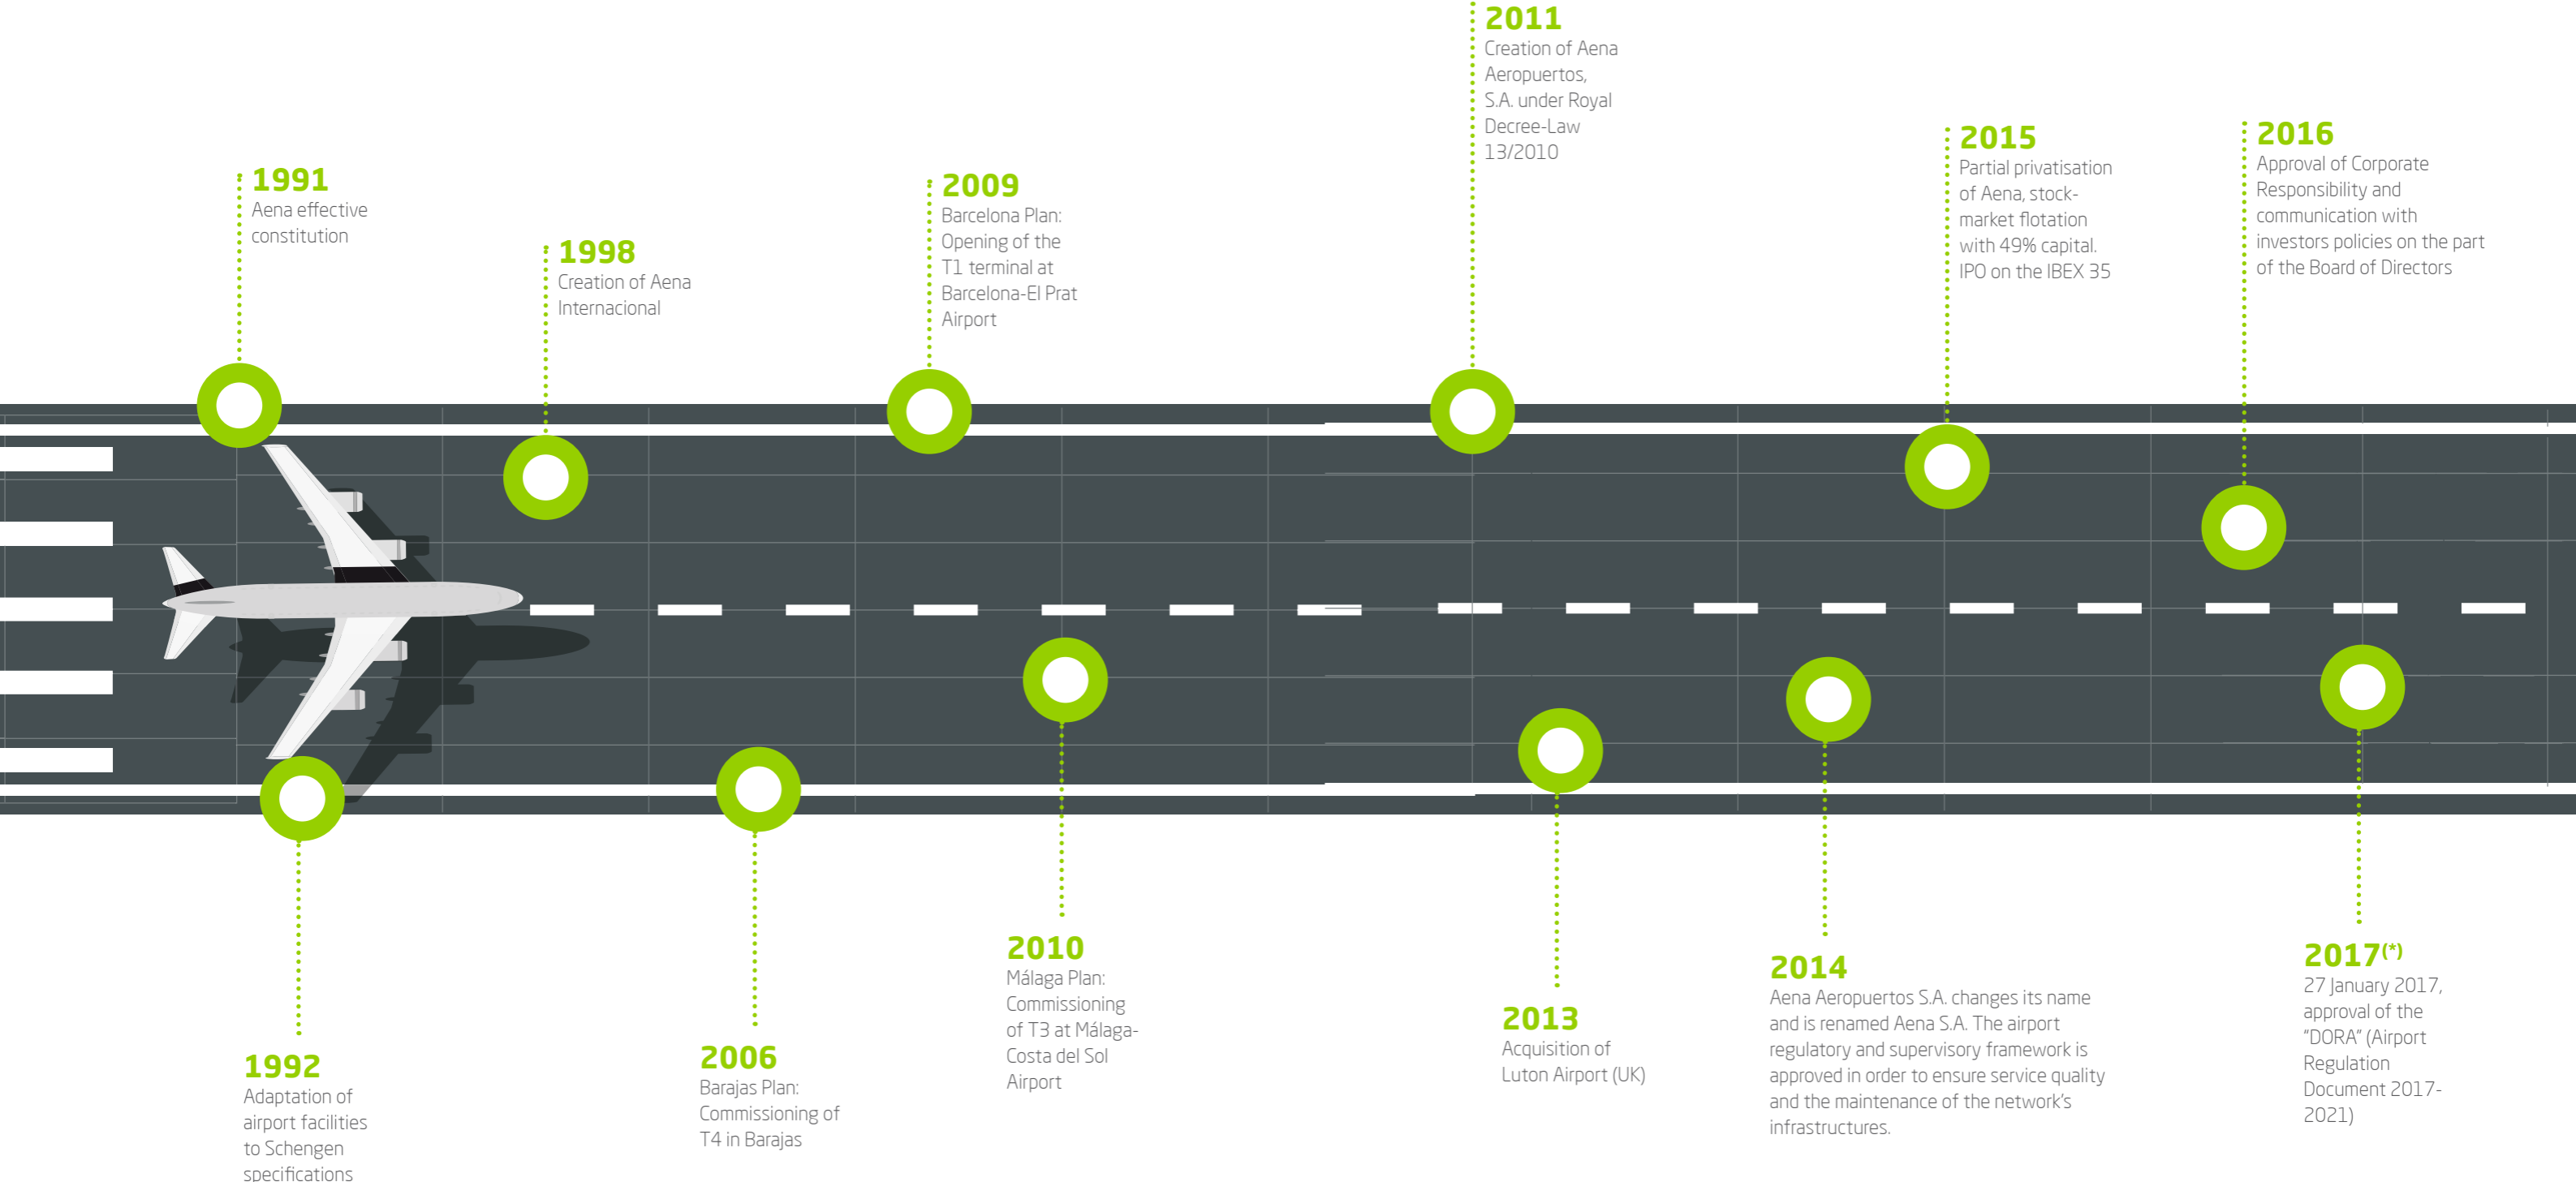 1991
Aena effective
constitution
1992
Adaptation of
airport facilities
to Schengen
specifications
1998
Creation of Aena
Internacional
2006
Barajas Plan:
Commissioning of
T4 in Barajas
2009
Barcelona Plan:
Opening of the
T1 terminal at
Barcelona-El Prat
Airport
2010
Málaga Plan:
Commissioning
of T3 at Málaga-
Costa del Sol
Airport
2011
Creation of Aena
Aeropuertos,
S.A. under Royal
Decree-Law
13/2010
2013
Acquisition of
Luton Airport (UK)
2014
Aena Aeropuertos S.A. changes its name
and is renamed Aena S.A. The airport
regulatory and supervisory framework is
approved in order to ensure service quality
and the maintenance of the network's
infrastructures.
2015
Partial privatisation
of Aena, stock-
market flotation
with 49% capital.
IPO on the IBEX 35
2016
Approval of Corporate
Responsibility and
communication with
investors policies on the part
of the Board of Directors
2017(*)
27 January 2017,
approval of the
"DORA" (Airport
Regulation
Document 2017-
2021)